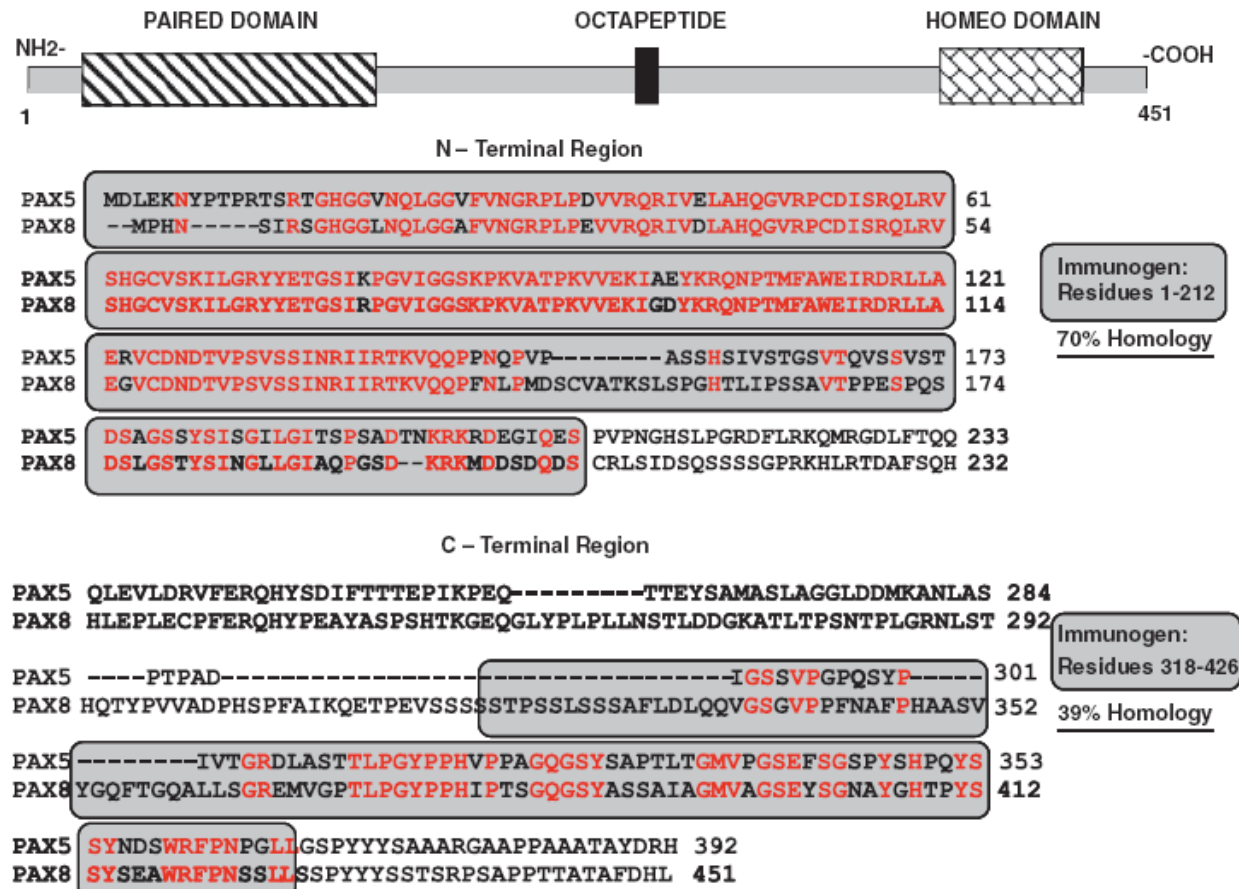 PAIRED DOMAIN OCTAPEPTIDE HOMEO DOMAIN
NH2- -COOH
1 451
N – Terminal Region
PAX5 MDLEKNYPTPRTSRTGHGGVNQLGGVFVNGRPLPDVVRQRIVELAHQGVRPCDISRQLRV 61
PAX8 --MPHN-----SIRSGHGGLNQLGGAFVNGRPLPEVVRQRIVDLAHQGVRPCDISRQLRV 54
PAX5 SHGCVSKILGRYYETGSIKPGVIGGSKPKVATPKVVEKIAEYKRQNPTMFAWEIRDRLLA 121
PAX8 SHGCVSKILGRYYETGSIRPGVIGGSKPKVATPKVVEKIGDYKRQNPTMFAWEIRDRLLA 114
Immunogen:
Residues 1-212
70% Homology
PAX5 ERVCDNDTVPSVSSINRIIRTKVQQPPNQPVP--------ASSHSIVSTGSVTQVSSVST 173
PAX8 EGVCDNDTVPSVSSINRIIRTKVQQPFNLPMDSCVATKSLSPGHTLIPSSAVTPPESPQS 174
PAX5 DSAGSSYSISGILGITSPSADTNKRKRDEGIQES PVPNGHSLPGRDFLRKQMRGDLFTQQ 233
PAX8 DSLGSTYSINGLLGIAQPGSD--KRKMDDSDQDS CRLSIDSQSSSSGPRKHLRTDAFSQH 232
C – Terminal Region
PAX5 QLEVLDRVFERQHYSDIFTTTEPIKPEQ---------TTEYSAMASLAGGLDDMKANLAS 284
PAX8 HLEPLECPFERQHYPEAYASPSHTKGEQGLYPLPLLNSTLDDGKATLTPSNTPLGRNLST 292
PAX5 ----PTPAD-----------------------------------IGSSVPGPQSYP----- 301
PAX8 HQTYPVVADPHSPFAIKQETPEVSSSSSTPSSLSSSAFLDLQQVGSGVPPFNAFPHAASV 352
Immunogen:
Residues 318-426
39% Homology
PAX5 --------IVTGRDLASTTLPGYPPHVPPAGQGSYSAPTLTGMVPGSEFSGSPYSHPQYS 353
PAX8 YGQFTGQALLSGREMVGPTLPGYPPHIPTSGQGSYASSAIAGMVAGSEYSGNAYGHTPYS 412
PAX5 SYNDSWRFPNPGLLGSPYYYSAAARGAAPPAAATAYDRH 392
PAX8 SYSEAWRFPNSSLLSSPYYYSSTSRPSAPPTTATAFDHL 451